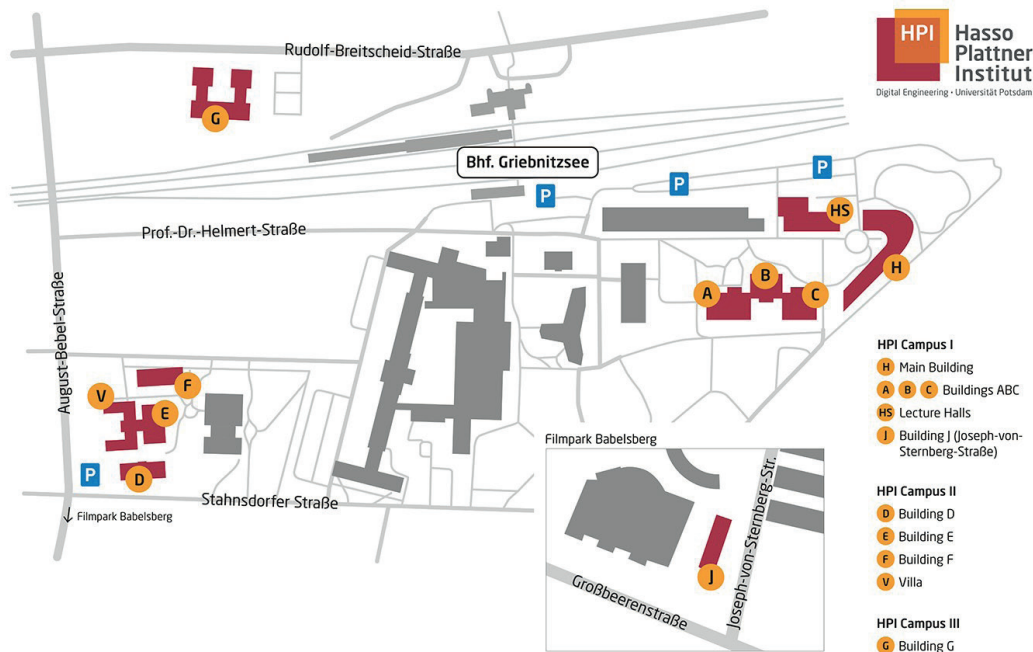 Rudolf-Breitscheid-Straße
HPI
Hasso
Plattner
Institut
Digital Engineering • Universität Potsdam
G
Bhf. Griebnitzsee
P
P
P
HS
Prof.-Dr.-Helmert-Straße
H
A
B
C
August-Bebel-Straße
F
V
E
P
D
Stahnsdorfer Straße
↓ Filmpark Babelsberg
Filmpark Babelsberg
J
Joseph-von-Sternberg-Str.
Großbeerenstraße
HPI Campus I
H Main Building
A B C Buildings ABC
HS Lecture Halls
J Building J (Joseph-von-
Sternberg-Straße)
HPI Campus II
D Building D
E Building E
F Building F
V Villa
HPI Campus III
G Building G